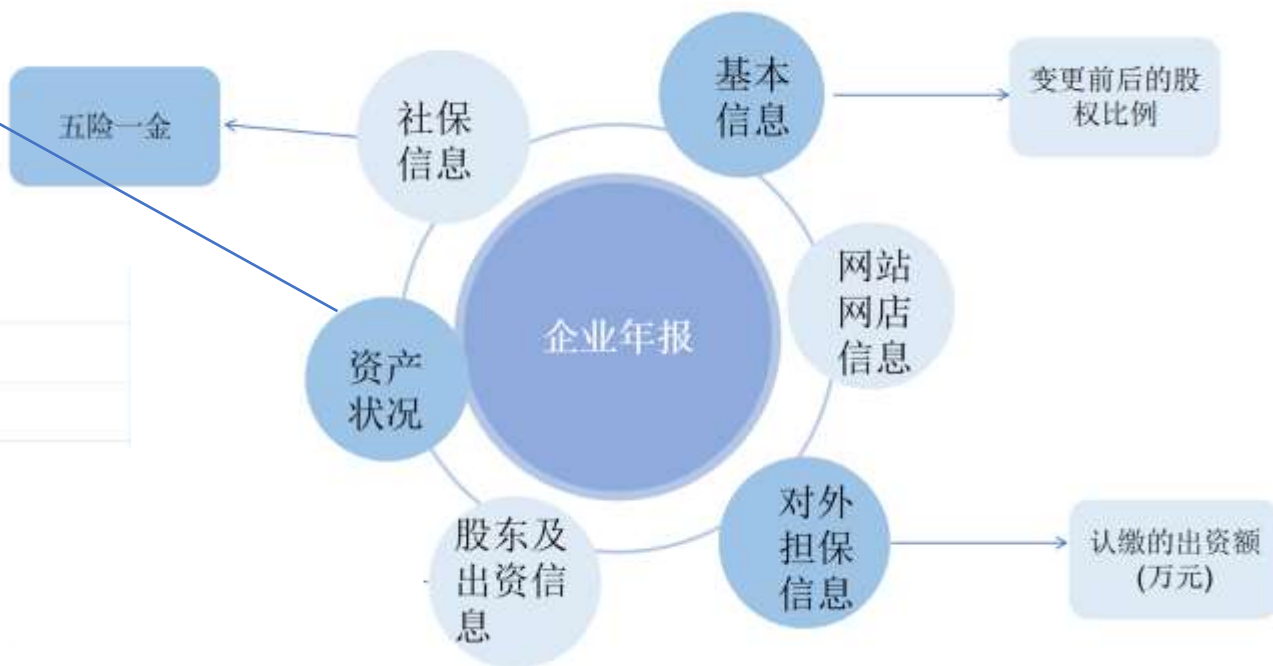 基本
信息
变更前后的股
权比例
五险一金
社保
信息
网站
网店
信息
企业年报
资产
状况
对外
担保
信息
股东及
出资信
息
认缴的出资额
(万元)